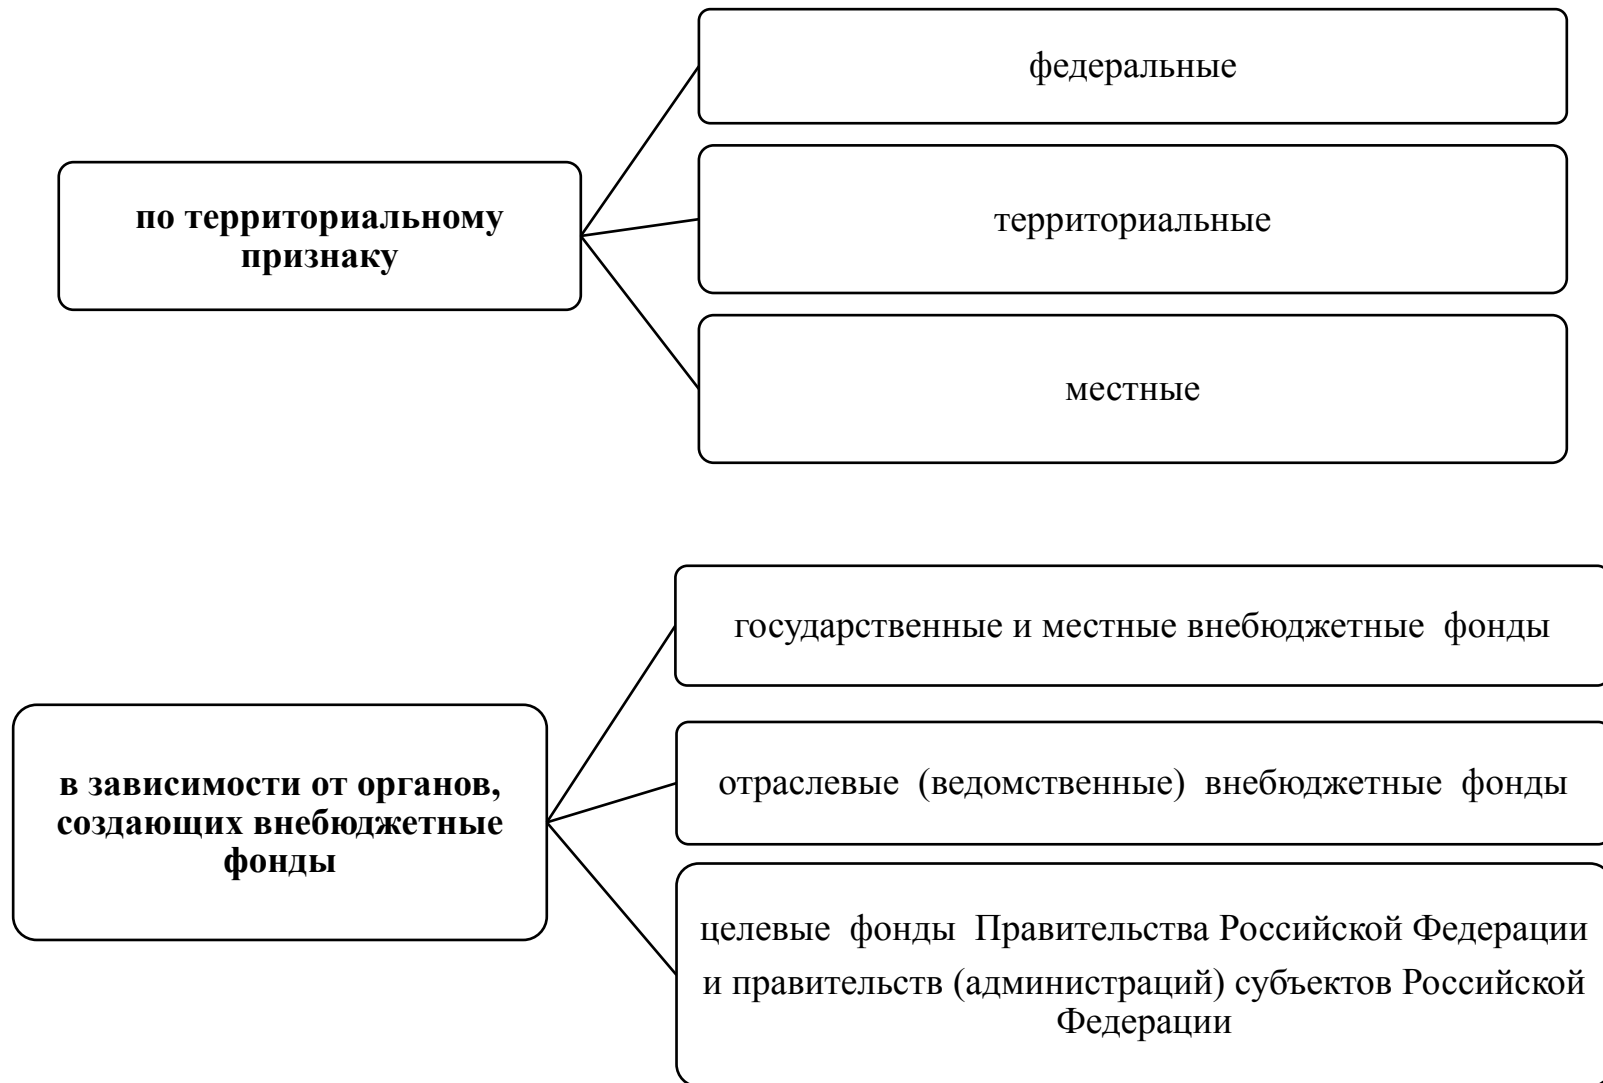 федеральные
по территориальному
признаку
территориальные
местные
государственные и местные внебюджетные фонды
в зависимости от органов,
создающих внебюджетные
фонды
отраслевые (ведомственные) внебюджетные фонды
целевые фонды Правительства Российской Федерации
и правительств (администраций) субъектов Российской
Федерации